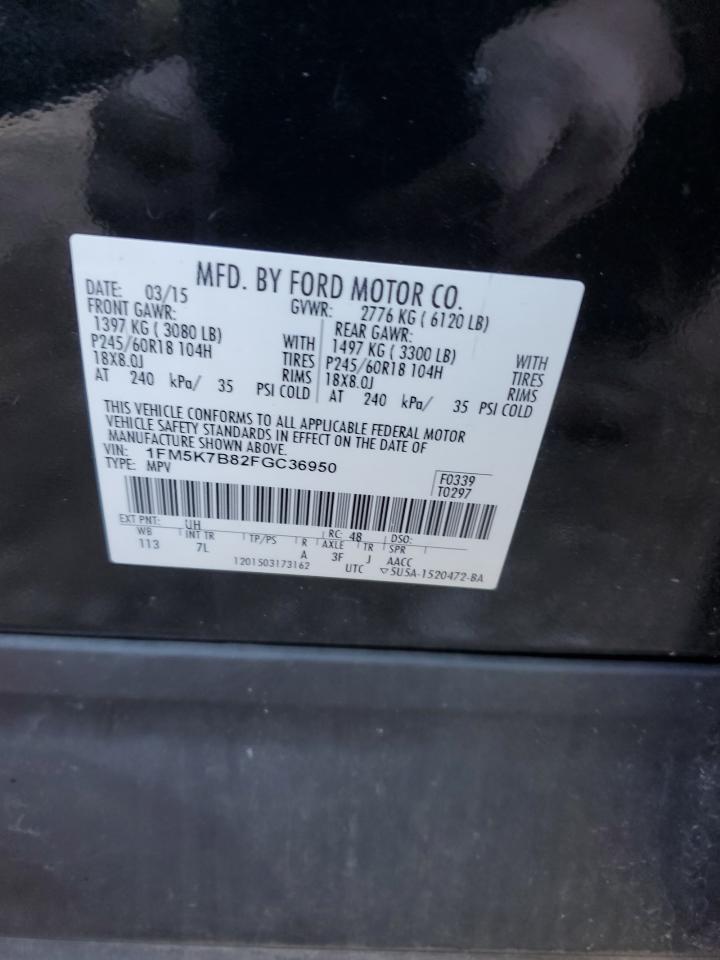 MFD. BY FORD MOTOR CO.
DATE: 03/15 GVWR: 2776 KG ( 6120 LB)
FRONT GAWR: REAR GAWR:
1397 KG ( 3080 LB) WITH 1497 KG ( 3300 LB) WITH
P245/60R18 104H TIRES P245/60R18 104H TIRES
18X8.0J RIMS 18X8.0J RIMS
AT 240 kPa/ 35 PSI COLD AT 240 kPa/ 35 PSI COLD
THIS VEHICLE CONFORMS TO ALL APPLICABLE FEDERAL MOTOR
VEHICLE SAFETY STANDARDS IN EFFECT ON THE DATE OF
MANUFACTURE SHOWN ABOVE.
VIN: 1FM5K7B82FGC36950
TYPE: MPV
F0339
T0297
EXT PNT: UH RC: 48 DSO:
WB INT TR TP/PS R AXLE TR SPR
113 7L A 3F J AACC
1201503173162 UTC ▽5U5A-1520472-BA